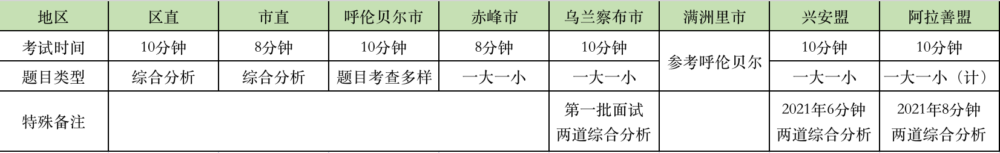 地区 区直 市直 呼伦贝尔市 赤峰市 乌兰察布市 满洲里市 兴安盟 阿拉善盟
考试时间 10分钟 8分钟 10分钟 8分钟 10分钟 参考呼伦贝尔 10分钟 10分钟
题目类型 综合分析 综合分析 题目考查多样 一大一小 一大一小 一大一小 一大一小（计）
特殊备注 第一批面试 2021年6分钟 2021年8分钟
两道综合分析 两道综合分析 两道综合分析